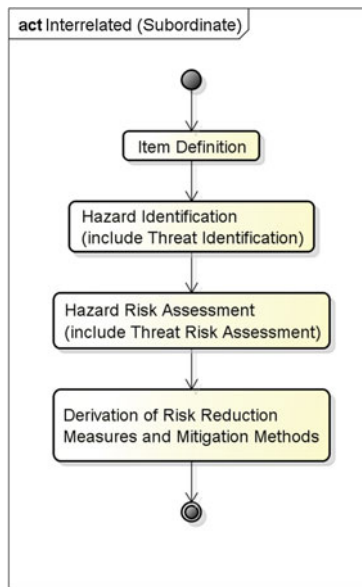 act Interrelated (Subordinate)
Item Definition
Hazard Identification
(include Threat Identification)
Hazard Risk Assessment
(include Threat Risk Assessment)
Derivation of Risk Reduction
Measures and Mitigation Methods